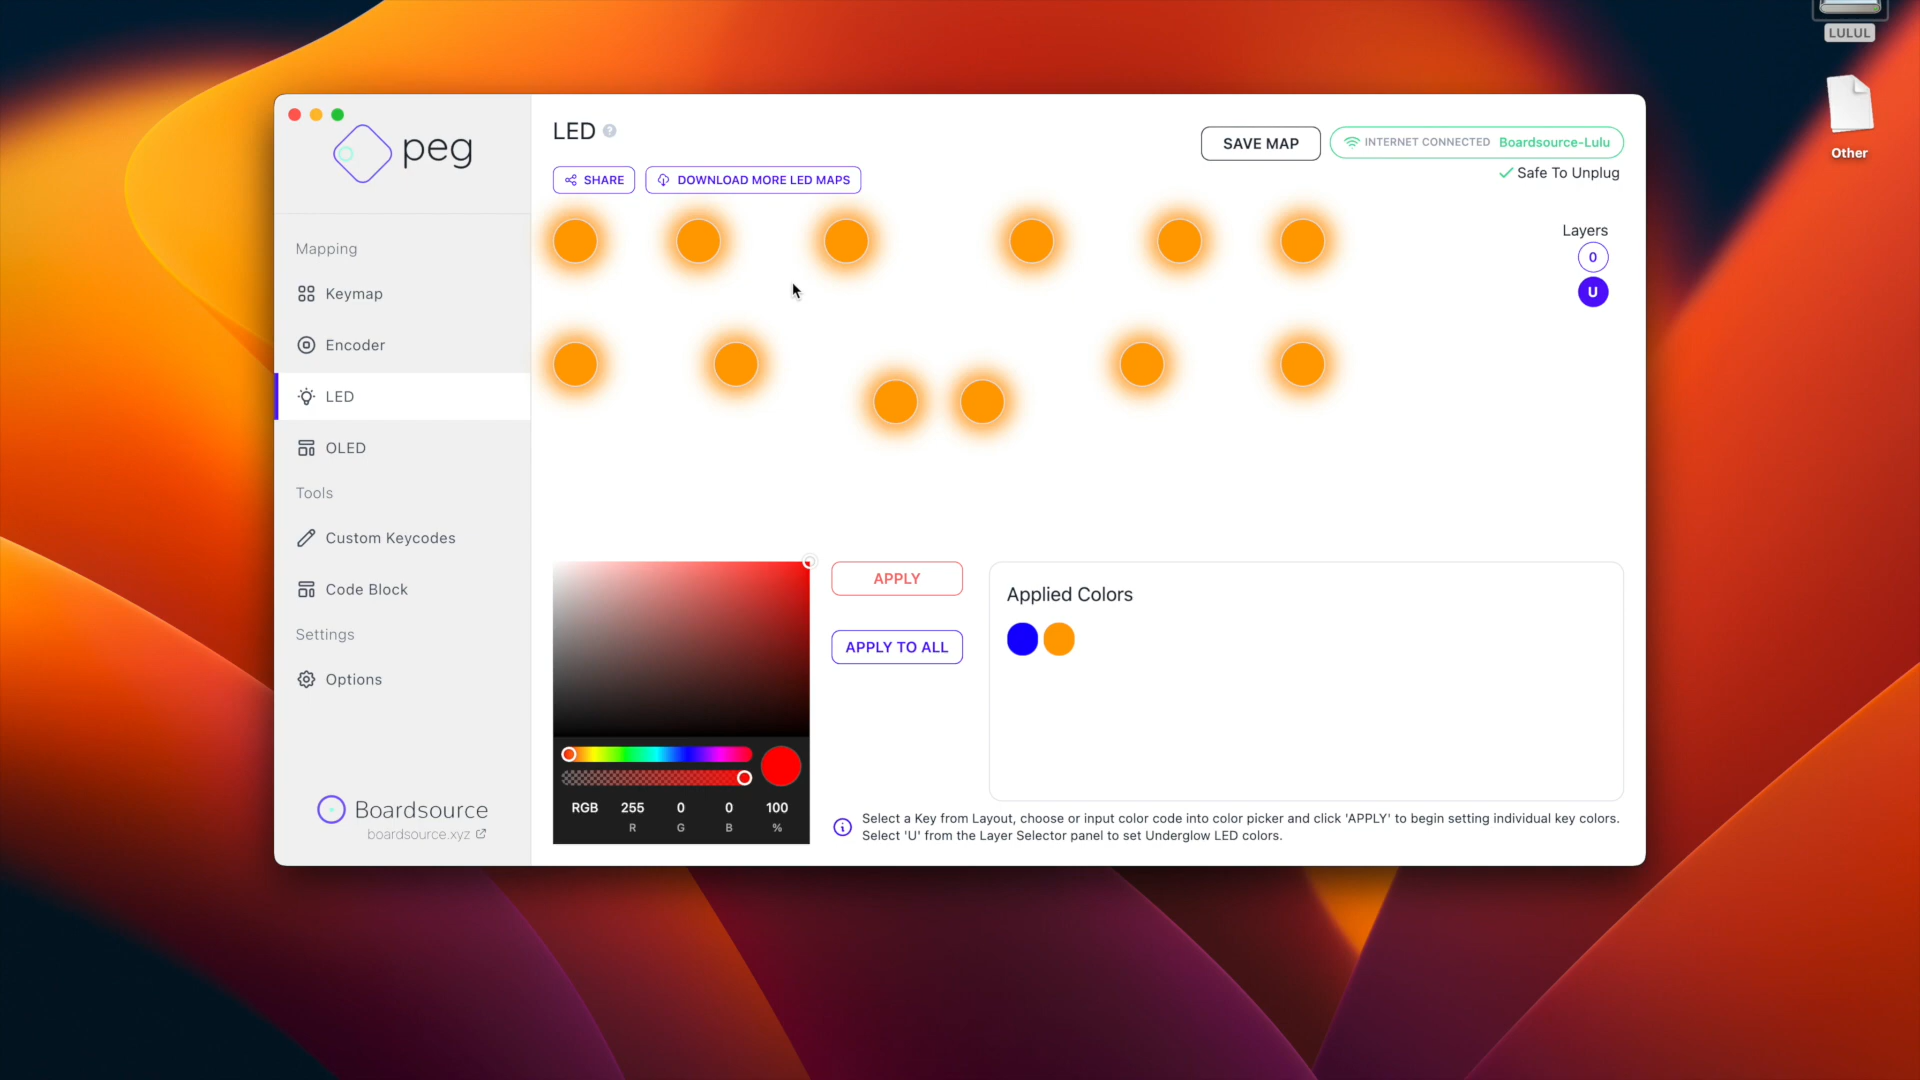 LULUL
Other
peg
LED
SAVE MAP
INTERNET CONNECTED Boardsource-Lulu
SHARE
DOWNLOAD MORE LED MAPS
Safe To Unplug
Layers
0
U
Mapping
Keymap
Encoder
LED
OLED
Tools
Custom Keycodes
Code Block
Settings
Options
Boardsource
boardsource.xyz
APPLY
APPLY TO ALL
Applied Colors
RGB 255 0 0 100
R G B %
Select a Key from Layout, choose or input color code into color picker and click 'APPLY' to begin setting individual key colors.
Select 'U' from the Layer Selector panel to set Underglow LED colors.